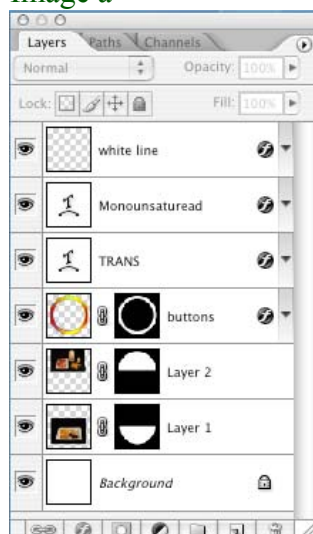 Image a
Layers Paths Channels
Normal Opacity: 100%
Lock: Fill: 100%
white line
T Monounsaturead
T TRANS
buttons
Layer 2
Layer 1
Background